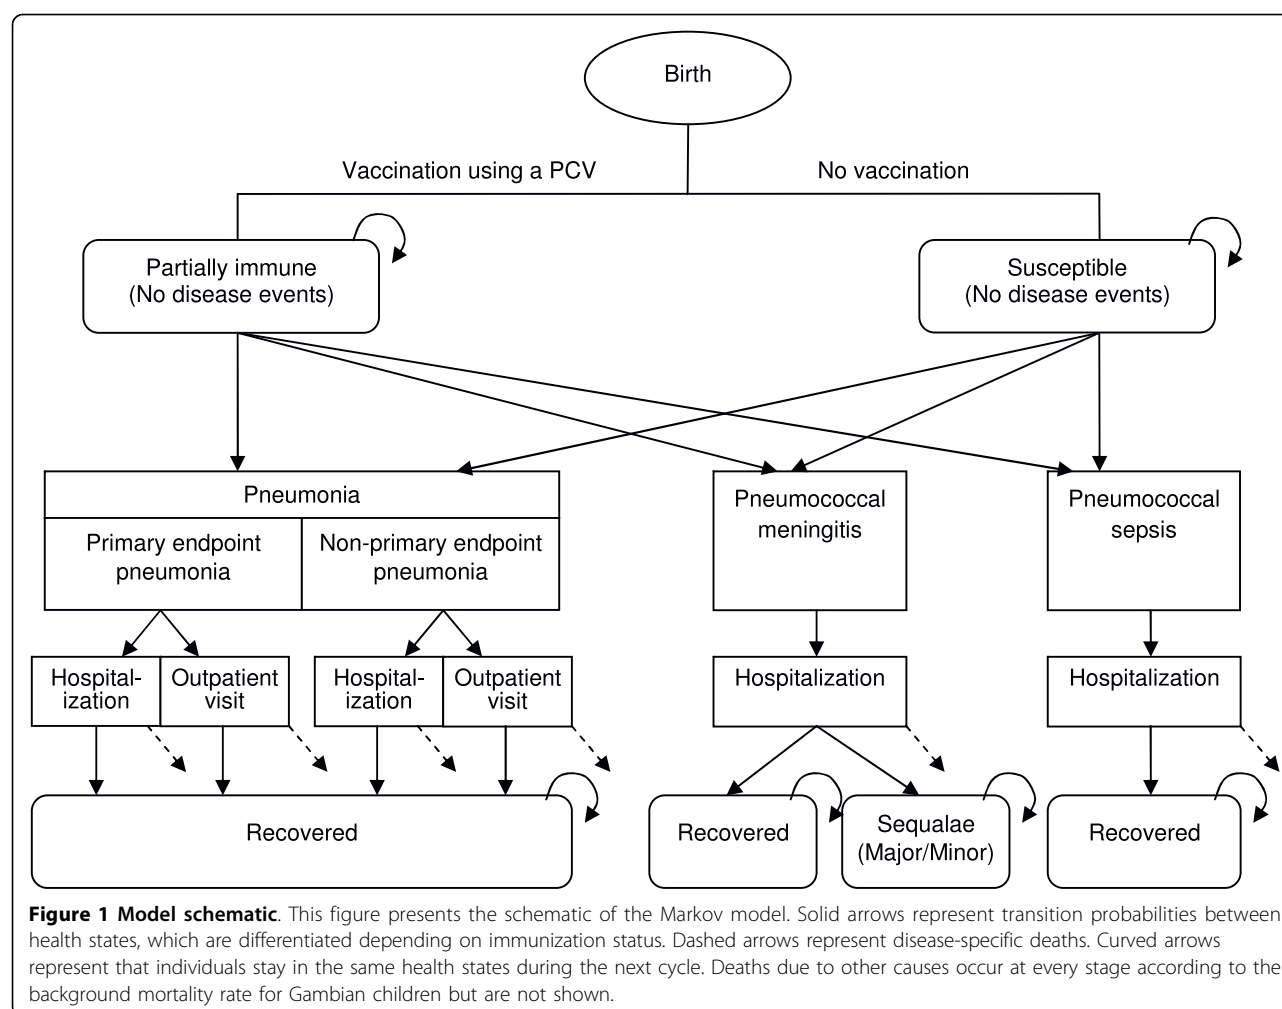 Birth
Vaccination using a PCV
No vaccination
Partially immune
(No disease events)
Susceptible
(No disease events)
Pneumonia
Primary endpoint
pneumonia
Non-primary endpoint
pneumonia
Pneumococcal
meningitis
Pneumococcal
sepsis
Hospital-
ization
Outpatient
visit
Hospital-
ization
Outpatient
visit
Hospitalization
Hospitalization
Recovered
Recovered
Sequalae
(Major/Minor)
Recovered
Figure 1 Model schematic. This figure presents the schematic of the Markov model. Solid arrows represent transition probabilities between
health states, which are differentiated depending on immunization status. Dashed arrows represent disease-specific deaths. Curved arrows
represent that individuals stay in the same health states during the next cycle. Deaths due to other causes occur at every stage according to the
background mortality rate for Gambian children but are not shown.